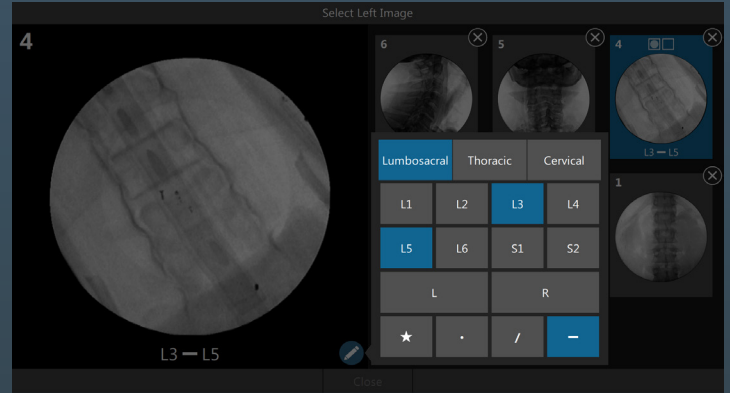 Select Left Image
4
L3 — L5
6
5
4
L3 — L5
1
Lumbosacral Thoracic Cervical
L1 L2 L3 L4
L5 L6 S1 S2
L R
★ · / —
Close